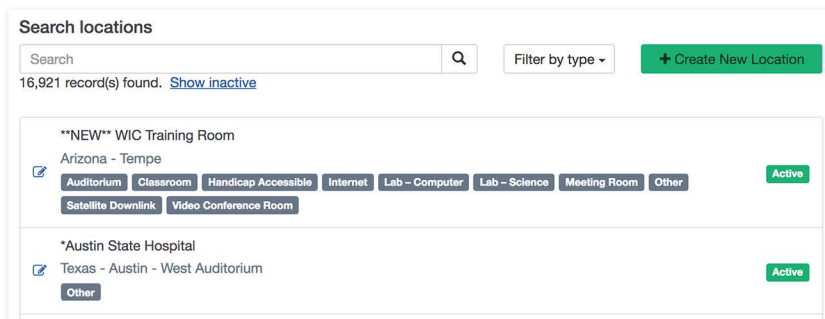 Search locations
Search
Filter by type
Create New Location
16,921 record(s) found. Show inactive
**NEW** WIC Training Room
Arizona - Tempe
Auditorium Classroom Handicap Accessible Internet Lab – Computer Lab – Science Meeting Room Other
Satellite Downlink Video Conference Room
Active
*Austin State Hospital
Texas - Austin - West Auditorium
Other
Active